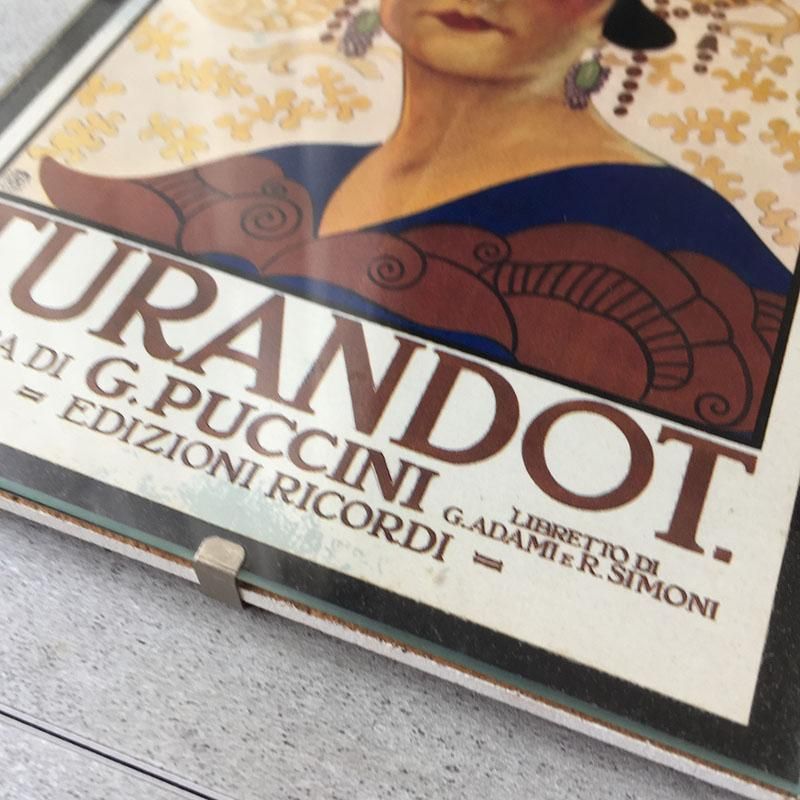 TURANDOT.
A DI G. PUCCINI
LIBRETTO DI
= EDIZIONI RICORDI =
G. ADAMI E R. SIMONI